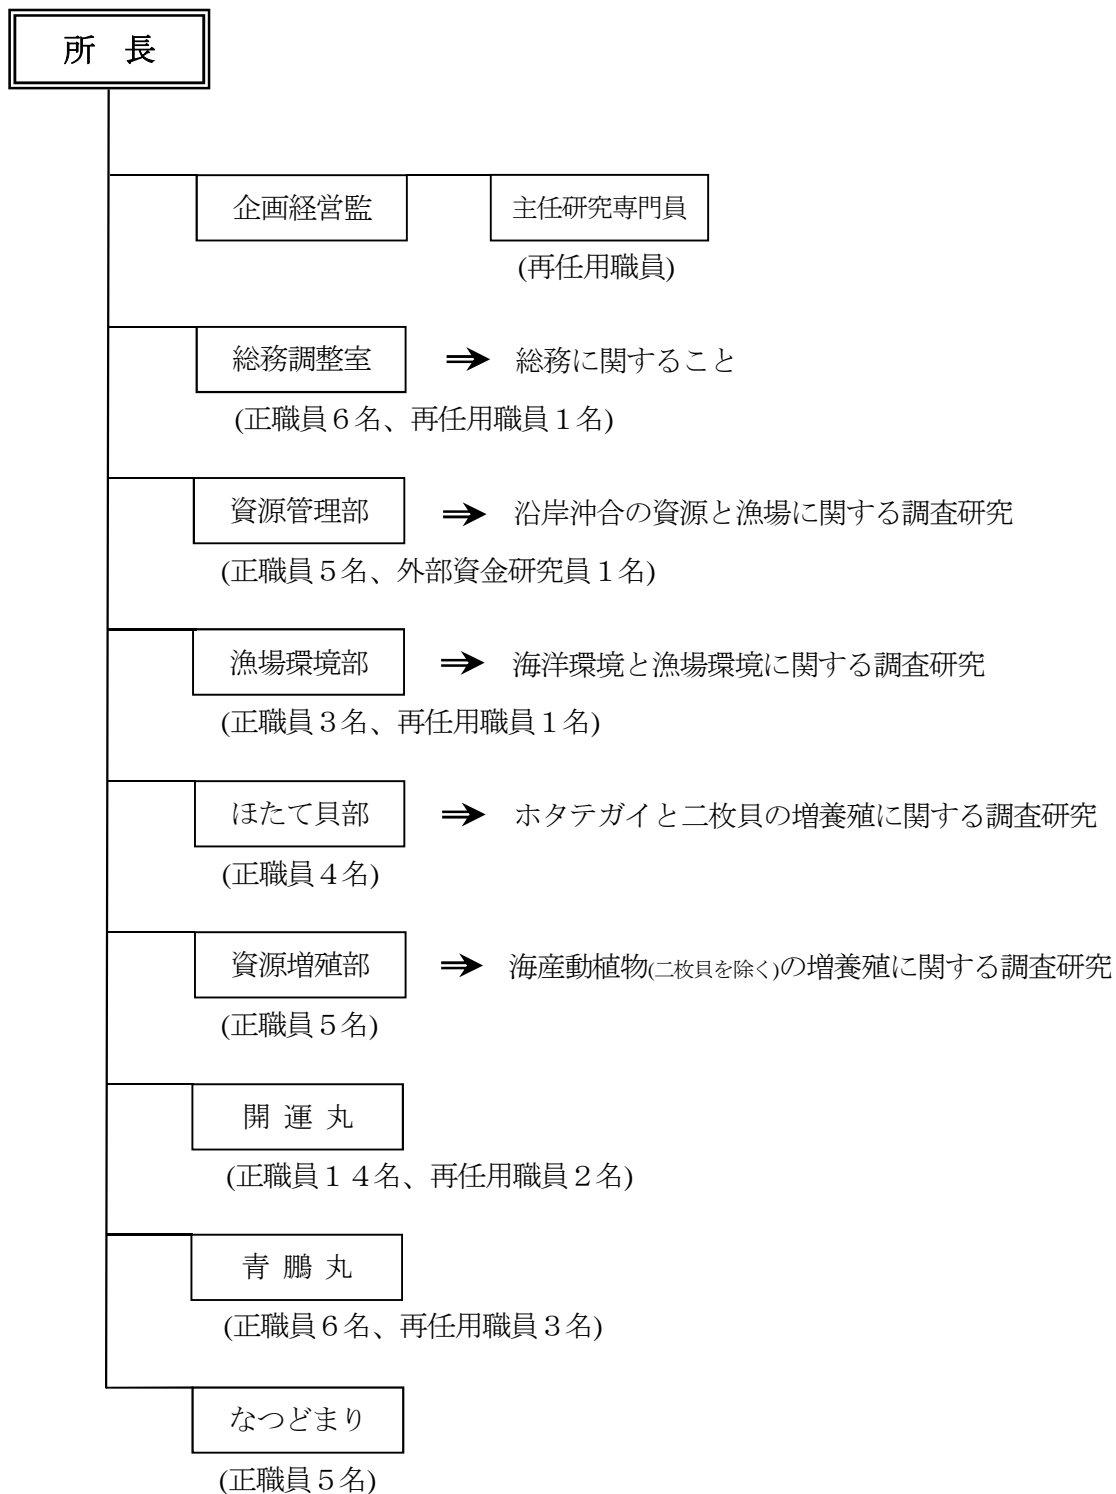 所 長
企画経営監 主任研究専門員
(再任用職員)
総務調整室 ⇒ 総務に関すること
(正職員６名、再任用職員１名)
資源管理部 ⇒ 沿岸沖合の資源と漁場に関する調査研究
(正職員５名、外部資金研究員１名)
漁場環境部 ⇒ 海洋環境と漁場環境に関する調査研究
(正職員３名、再任用職員１名)
ほたて貝部 ⇒ ホタテガイと二枚貝の増養殖に関する調査研究
(正職員４名)
資源増殖部 ⇒ 海産動植物(二枚貝を除く)の増養殖に関する調査研究
(正職員５名)
開 運 丸
(正職員１４名、再任用職員２名)
青 鵬 丸
(正職員６名、再任用職員３名)
なつどまり
(正職員５名)